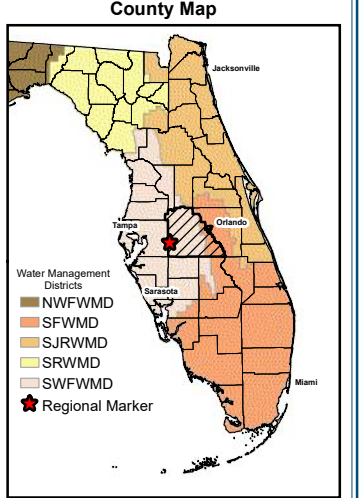 County Map
Jacksonville
Orlando
Tampa
Sarasota
Miami
Water Management
Districts
NWFWMD
SFWMD
SJRWMD
SRWMD
SWFWMD
Regional Marker